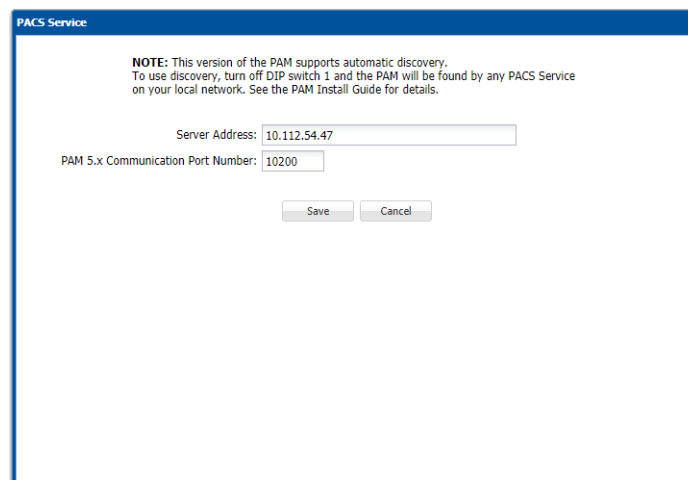 PACS Service
NOTE: This version of the PAM supports automatic discovery.
To use discovery, turn off DIP switch 1 and the PAM will be found by any PACS Service
on your local network. See the PAM Install Guide for details.
Server Address: 10.112.54.47
PAM 5.x Communication Port Number: 10200
Save Cancel